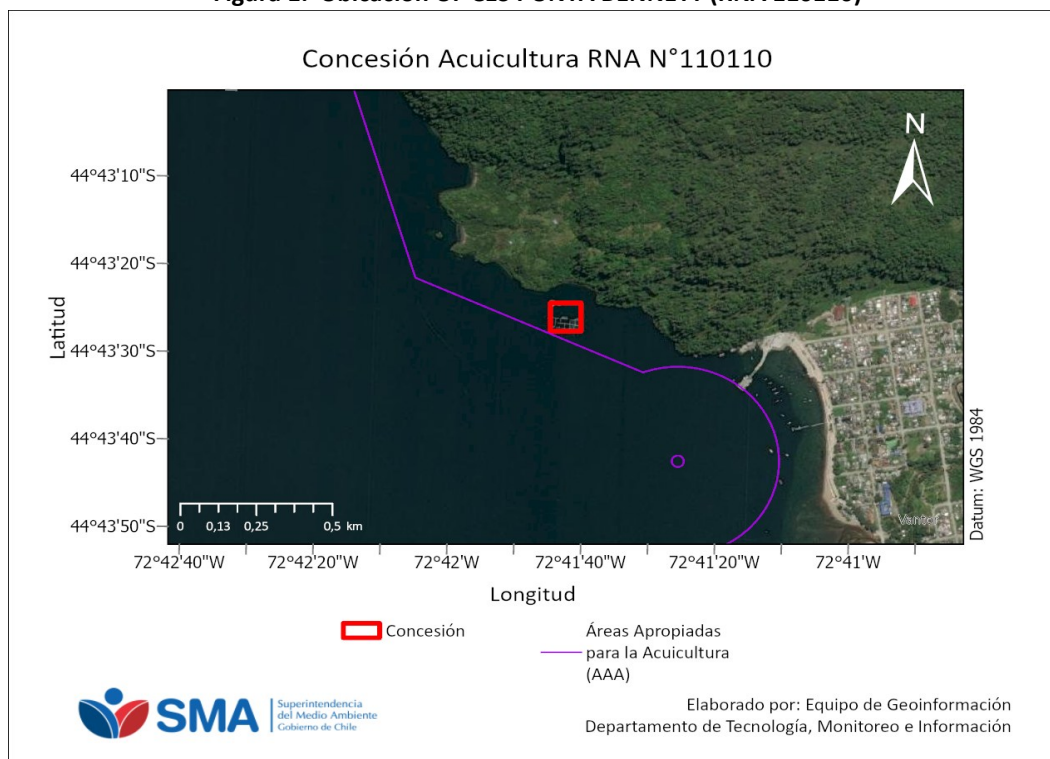 Concesión Acuicultura RNA N°110110
N
44°43'10"S
44°43'20"S
44°43'30"S
44°43'40"S
44°43'50"S
Latitud
0 0,13 0,25 0,5 km
Vantor
Datum: WGS 1984
72°42'40"W 72°42'20"W 72°42'W 72°41'40"W 72°41'20"W 72°41'W
Longitud
Concesión
Áreas Apropiadas
para la Acuicultura
(AAA)
SMA
Superintendencia
del Medio Ambiente
Gobierno de Chile
Elaborado por: Equipo de Geoinformación
Departamento de Tecnología, Monitoreo e Información